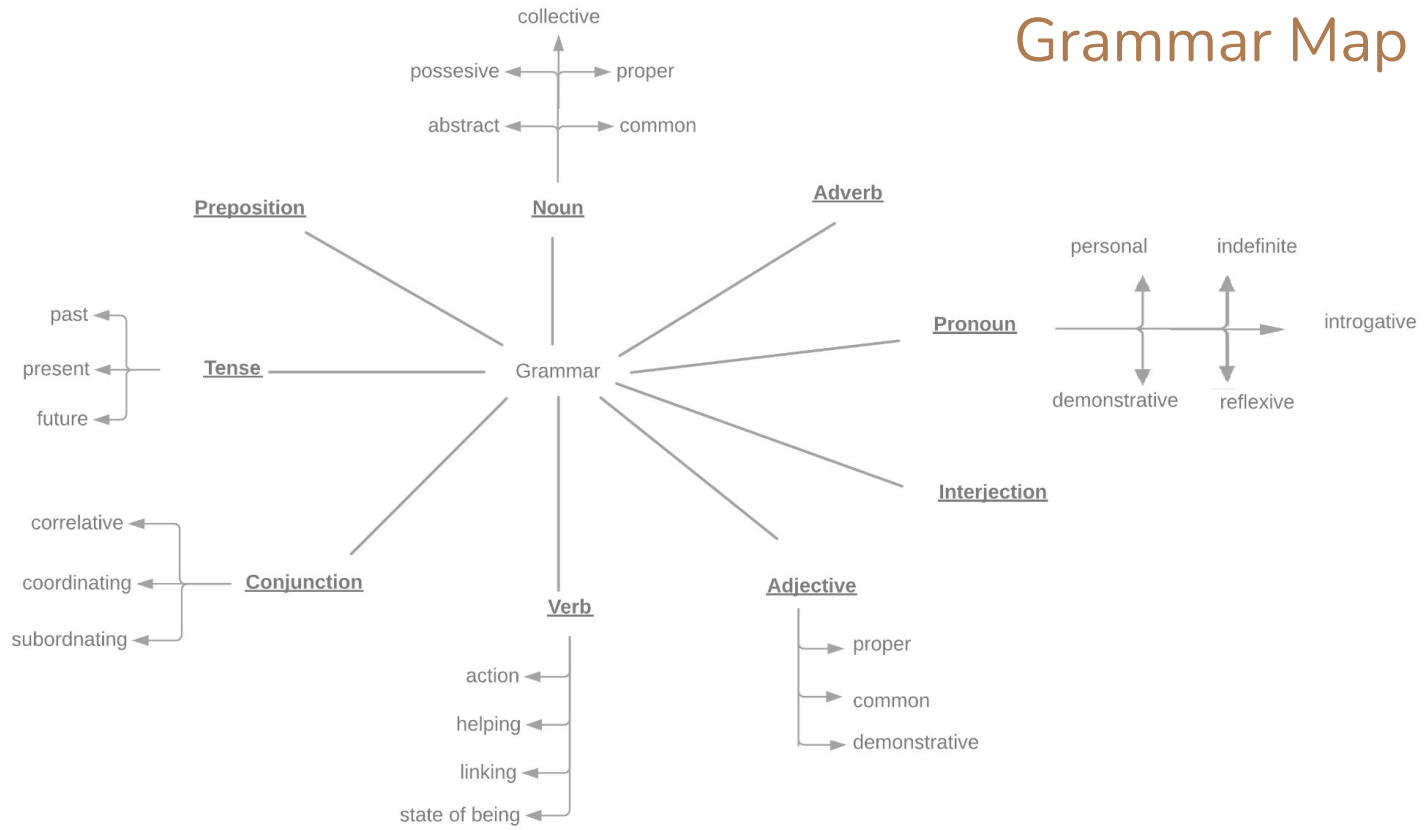 Grammar Map
collective
possesive
proper
abstract
common
Preposition
Noun
Adverb
personal
indefinite
Pronoun
introgative
demonstrative
reflexive
past
present
future
Tense
Grammar
Interjection
correlative
coordinating
subordnating
Conjunction
Verb
action
helping
linking
state of being
Adjective
proper
common
demonstrative